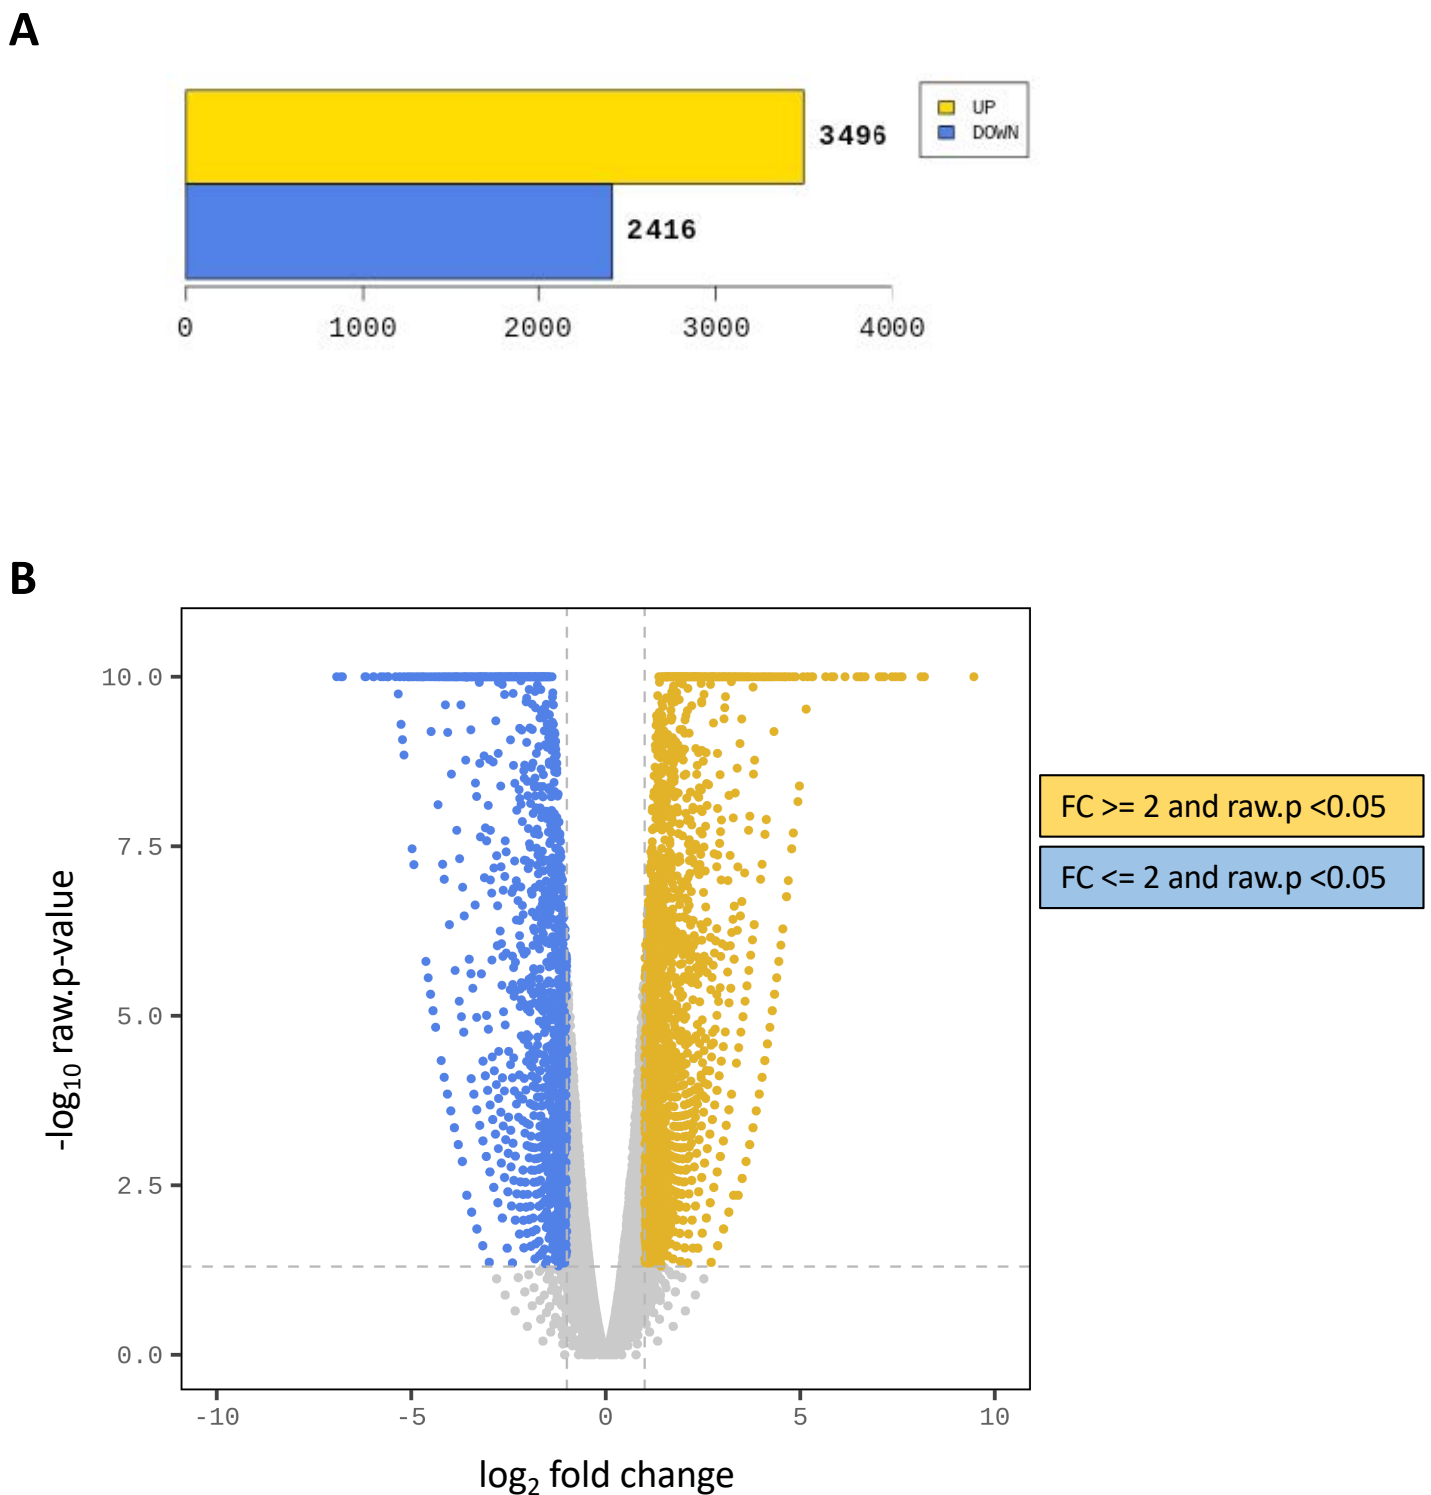 A
3496
UP
DOWN
2416
0 1000 2000 3000 4000
B
10.0
7.5
5.0
2.5
0.0
-log10 raw.p-value
FC >= 2 and raw.p <0.05
FC <= 2 and raw.p <0.05
-10 -5 0 5 10
log2 fold change